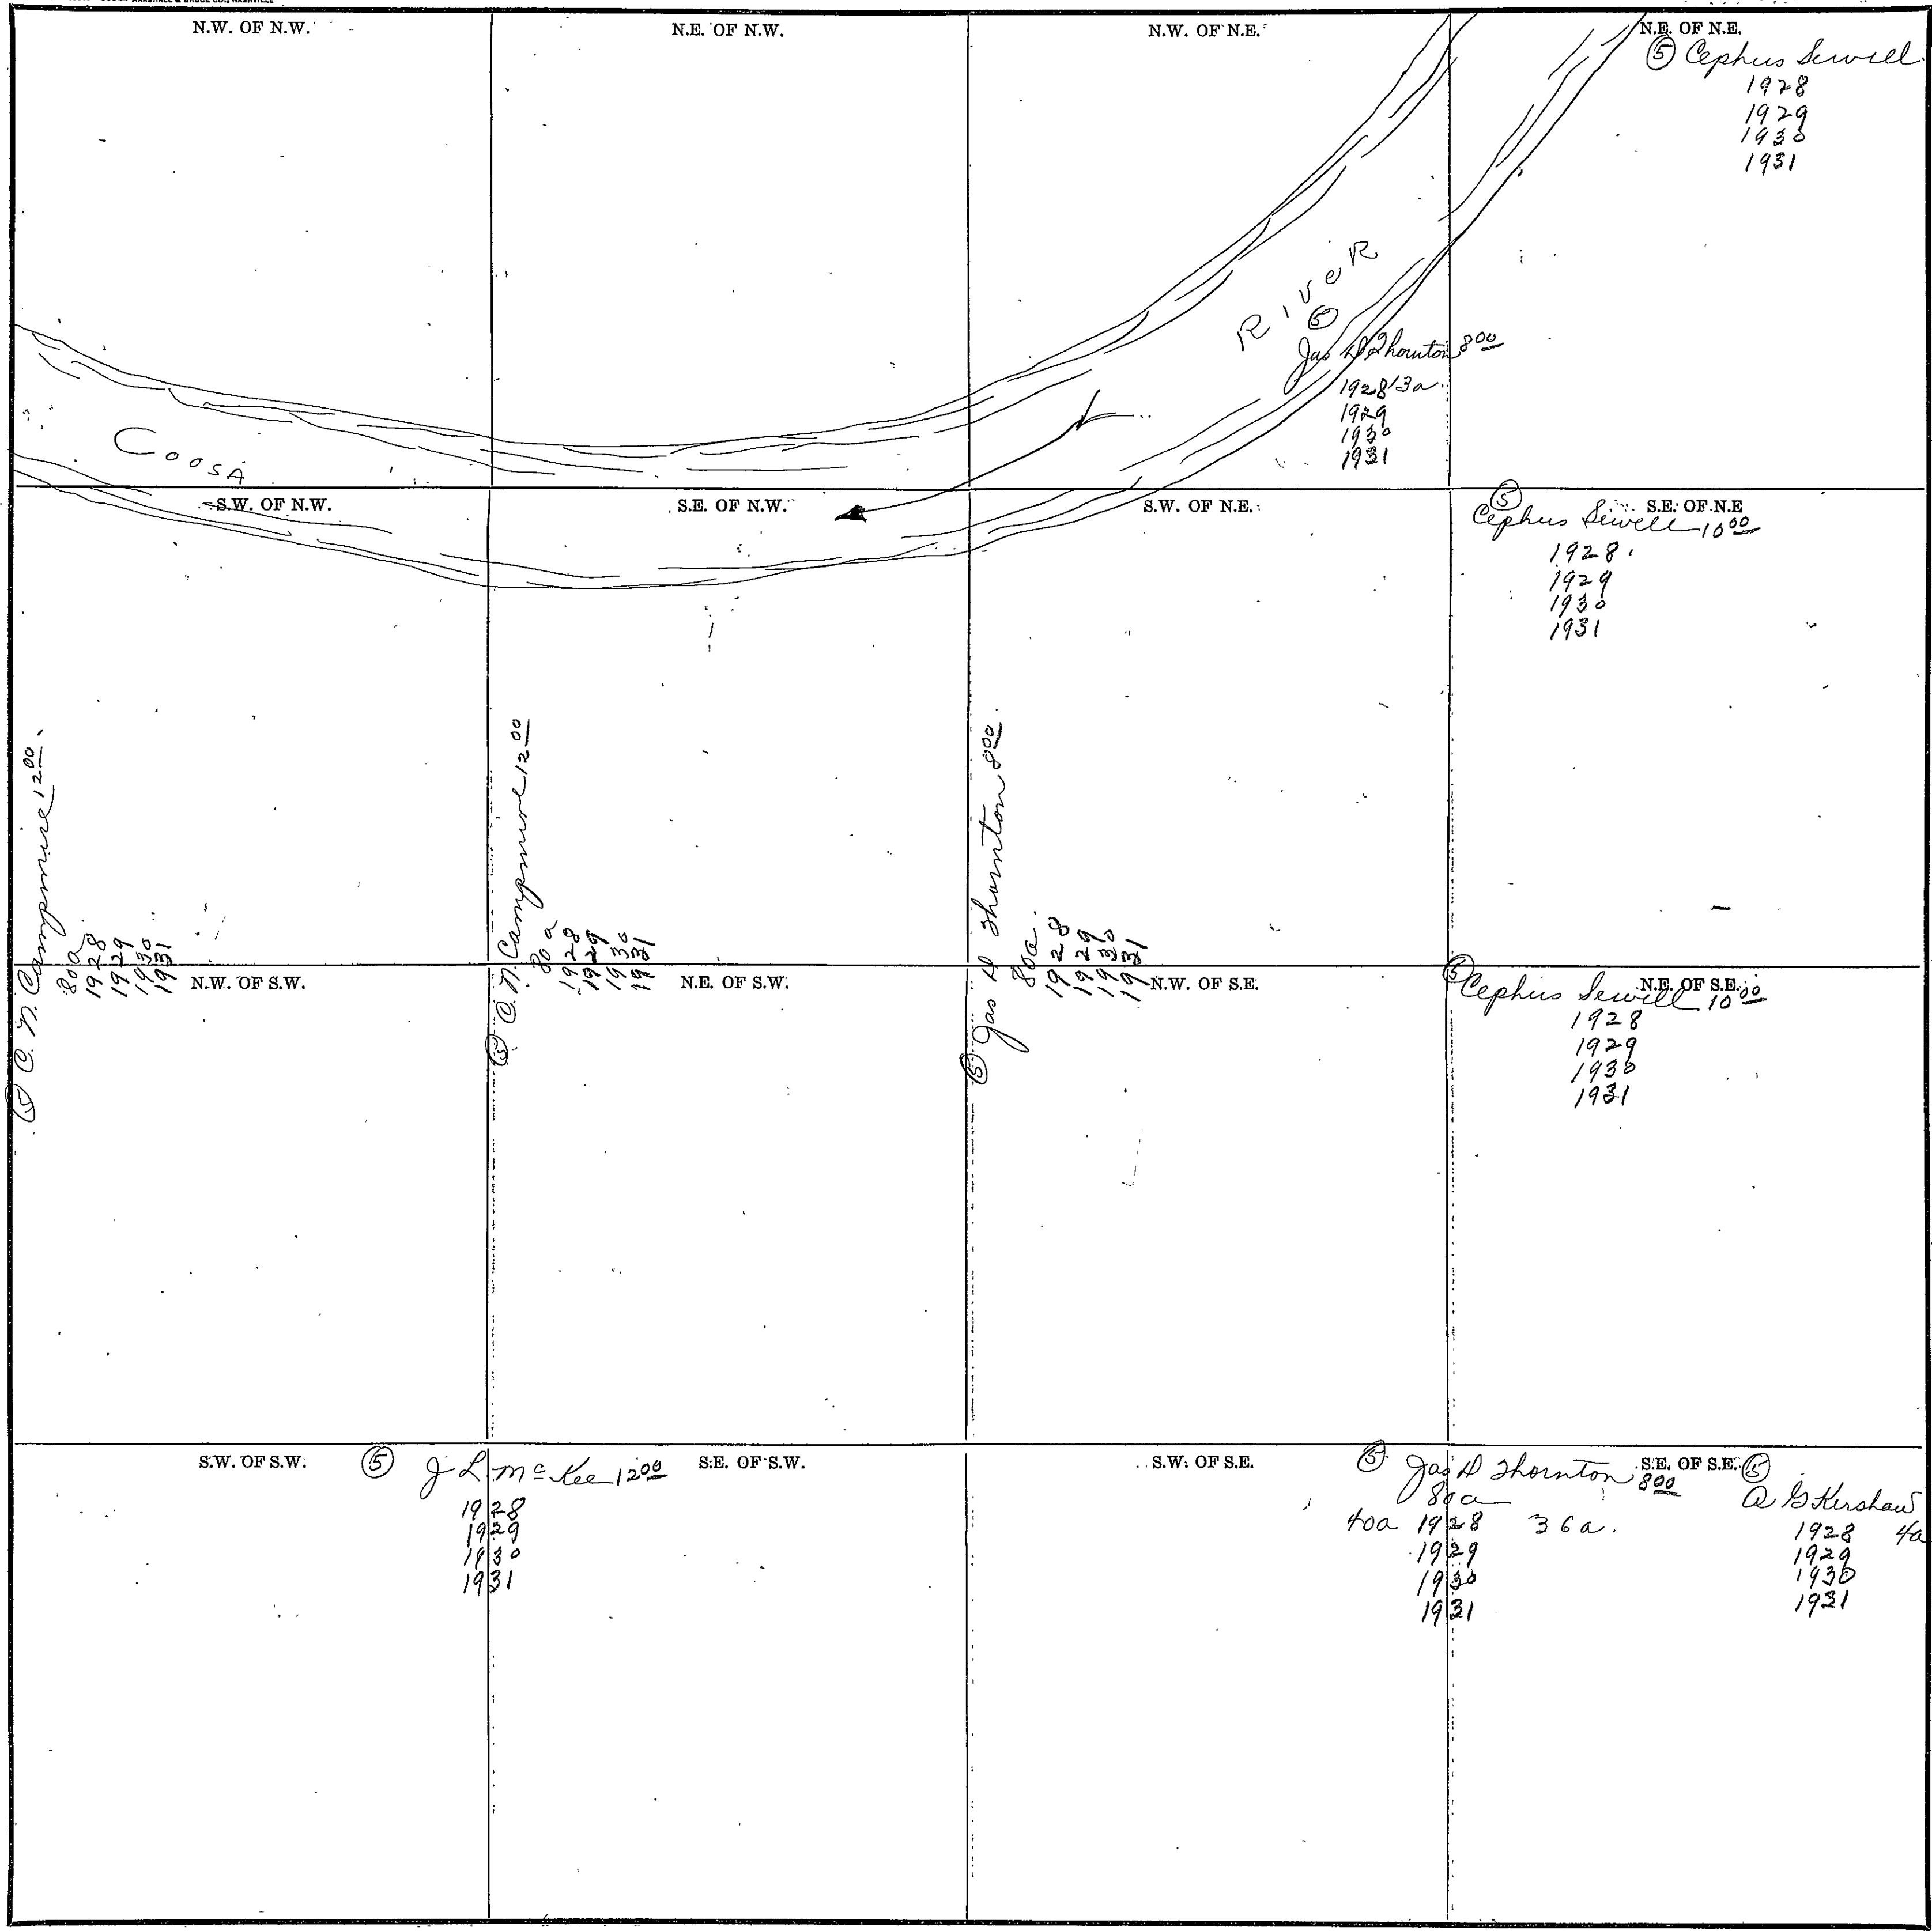 N.W. OF N.W.
N.E. OF N.W.
N.W. OF N.E.
N.E. OF N.E.
⑤ Cephus Sewell
1928
1929
1930
1931
COOSA
RIVER
⑤
Jas D Thornton 8 00
1928 13a.
1929
1930
1931
S.W. OF N.W.
S.E. OF N.W.
S.W. OF N.E.
S.E. OF N.E
⑤
Cephus Sewell 10 00
1928
1929
1930
1931
⑤ C. N. Campmire 12 00
80a
1928
1929
1930
1931
⑤ C. N. Campmire 12 00
80 a
1928
1929
1930
1931
⑤ Jas D Thornton 8 00
80a.
1928
1929
1930
1931
N.W. OF S.W.
N.E. OF S.W.
N.W. OF S.E.
N.E. OF S.E.
⑤ Cephus Sewell 10 00
1928
1929
1930
1931
S.W. OF S.W.
⑤ J L McKee 12 00
1928
1929
1930
1931
S.E. OF S.W.
S.W. OF S.E.
S.E. OF S.E.
⑤ Jas D Thornton 8 00
80a
40a 1928 36a.
1929
1930
1931
⑤
A G Kershaw
1928 4a
1929
1930
1931